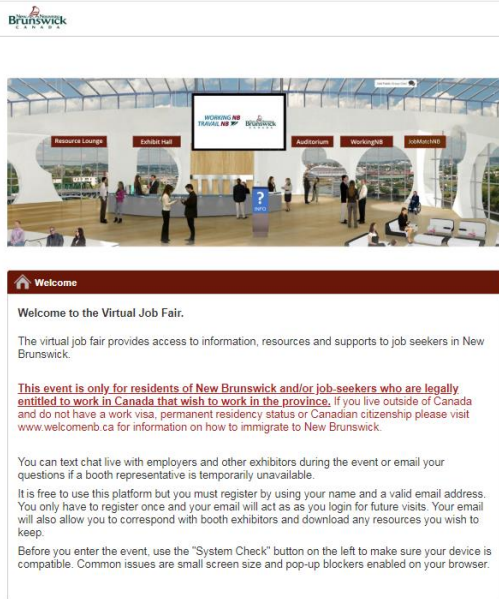 New Nouveau
Brunswick
CANADA
WORKING NB
TRAVAIL NB
Brunswick
Resource Lounge
Exhibit Hall
Auditorium
WorkingNB
JobMatchNB
?
INFO
Welcome
Welcome to the Virtual Job Fair.
The virtual job fair provides access to information, resources and supports to job seekers in New
Brunswick.
This event is only for residents of New Brunswick and/or job-seekers who are legally
entitled to work in Canada that wish to work in the province. If you live outside of Canada
and do not have a work visa, permanent residency status or Canadian citizenship please visit
www.welcomenb.ca for information on how to immigrate to New Brunswick.
You can text chat live with employers and other exhibitors during the event or email your
questions if a booth representative is temporarily unavailable.
It is free to use this platform but you must register by using your name and a valid email address.
You only have to register once and your email will act as as you login for future visits. Your email
will also allow you to correspond with booth exhibitors and download any resources you wish to
keep.
Before you enter the event, use the "System Check" button on the left to make sure your device is
compatible. Common issues are small screen size and pop-up blockers enabled on your browser.